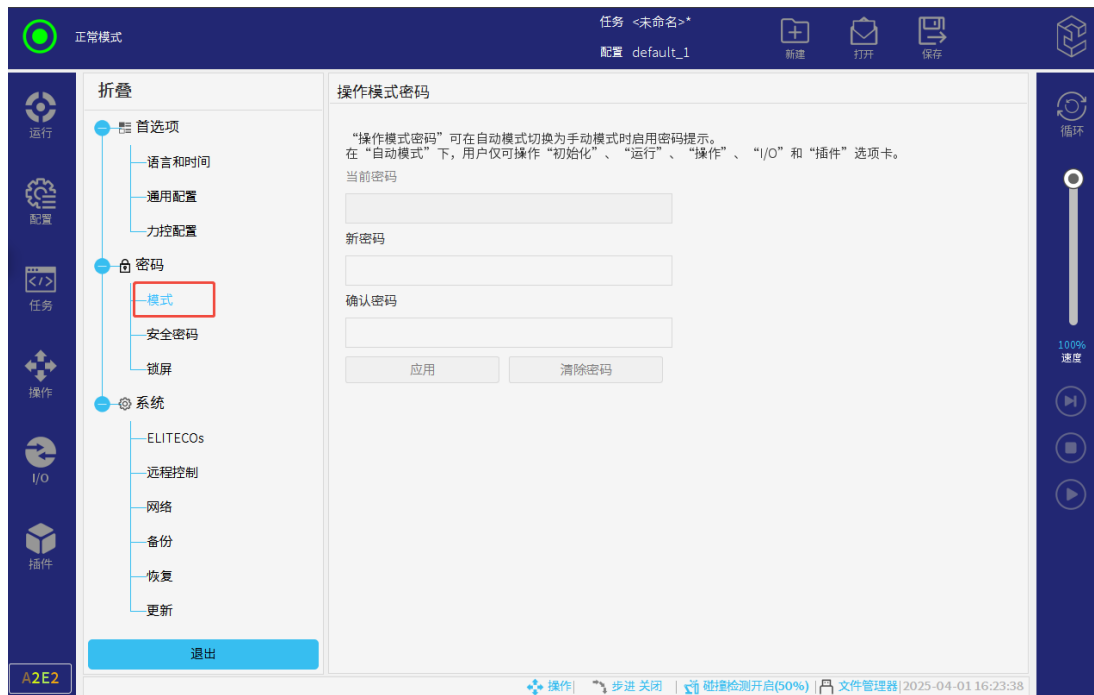 正常模式
任务 <未命名>*
配置 default_1
新建
打开
保存
运行
配置
任务
操作
I/O
插件
A2E2
折叠
首选项
语言和时间
通用配置
力控配置
密码
模式
安全密码
锁屏
系统
ELITECOs
远程控制
网络
备份
恢复
更新
退出
操作模式密码
“操作模式密码”可在自动模式切换为手动模式时启用密码提示。
在“自动模式”下，用户仅可操作“初始化”、“运行”、“操作”、“I/O”和“插件”选项卡。
当前密码
新密码
确认密码
应用 清除密码
循环
100%
速度
操作| 步进 关闭 | 碰撞检测开启(50%) | 文件管理器|2025-04-01 16:23:38